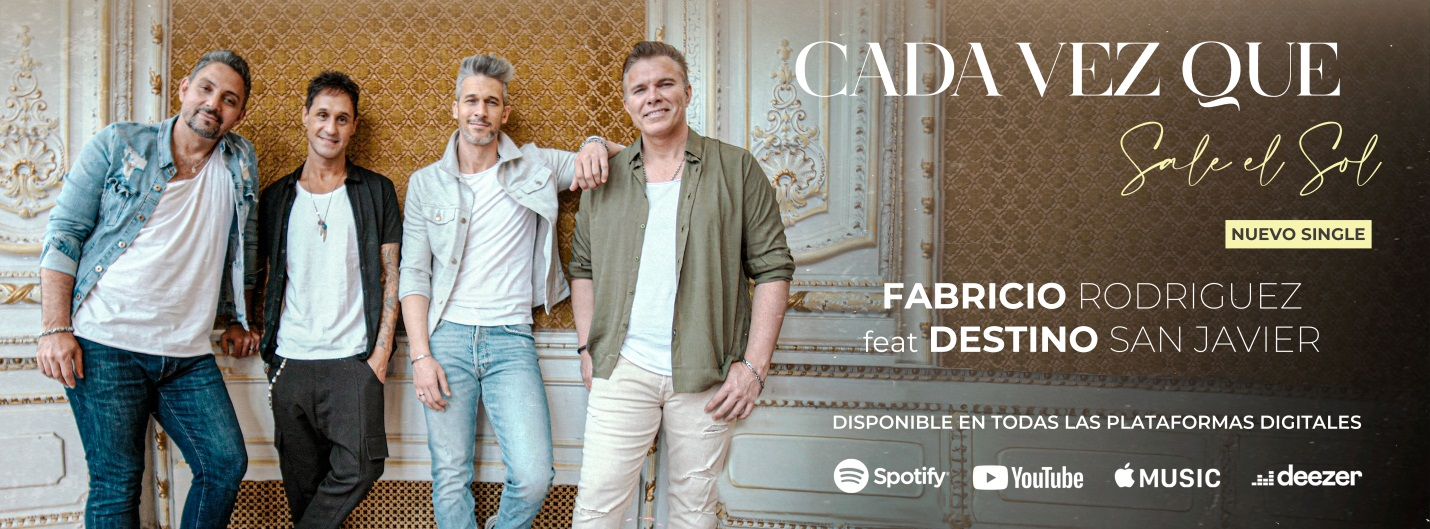 CADA VEZ QUE
Sale el Sol
NUEVO SINGLE
FABRICIO RODRIGUEZ
feat DESTINO SAN JAVIER
DISPONIBLE EN TODAS LAS PLATAFORMAS DIGITALES
Spotify YouTube MUSIC deezer